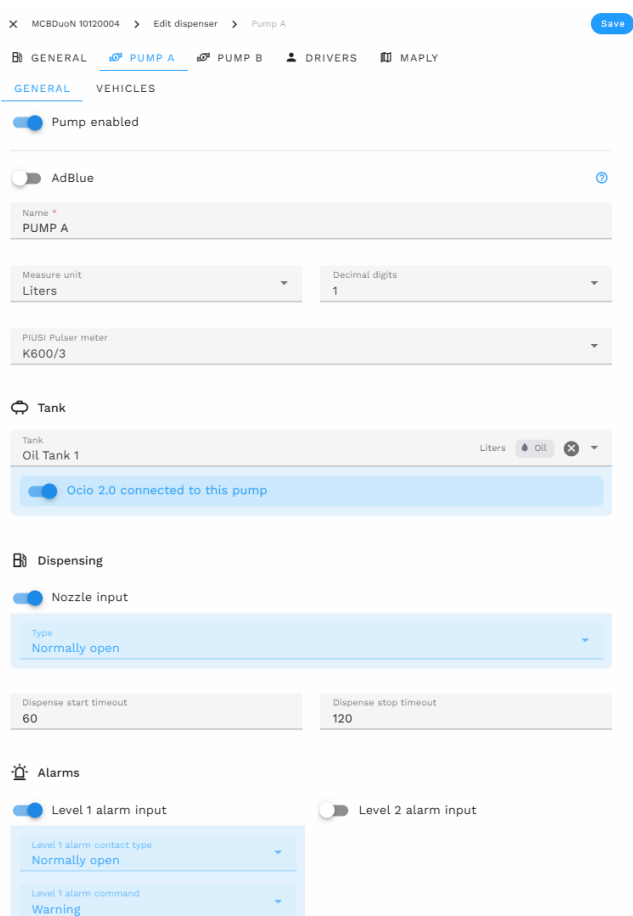 MCBDuoN 10120004 > Edit dispenser > Pump A
Save
GENERAL PUMP A PUMP B DRIVERS MAPLY
GENERAL VEHICLES
Pump enabled
AdBlue
Name *
PUMP A
Measure unit Decimal digits
Liters 1
PIUSI Pulser meter
K600/3
Tank
Tank
Oil Tank 1 Liters Oil
Ocio 2.0 connected to this pump
Dispensing
Nozzle input
Type
Normally open
Dispense start timeout Dispense stop timeout
60 120
Alarms
Level 1 alarm input Level 2 alarm input
Level 1 alarm contact type
Normally open
Level 1 alarm command
Warning